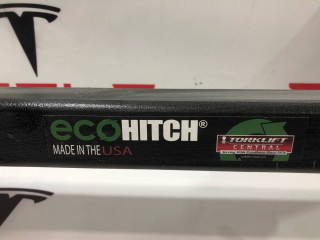 ecoHITCH®
MADE IN THE USA
TORKLIFT
CENTRAL